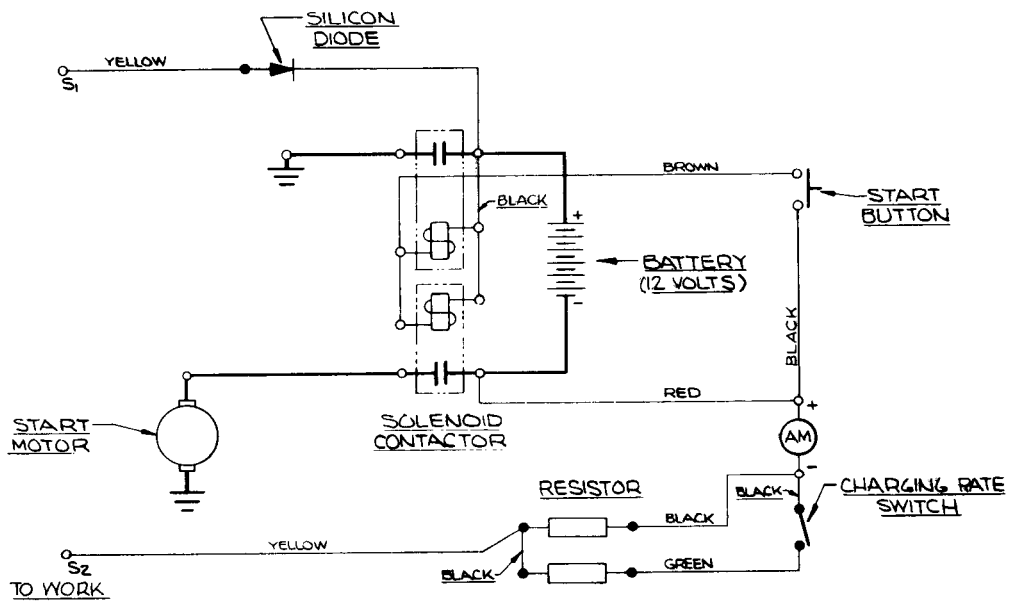 SILICON
DIODE
YELLOW
S1
BROWN
START
BUTTON
BLACK
+
BATTERY
(12 VOLTS)
-
BLACK
RED
+
SOLENOID
CONTACTOR
START
MOTOR
AM
-
RESISTOR
BLACK
CHARGING RATE
SWITCH
BLACK
YELLOW
BLACK
GREEN
S2
TO WORK